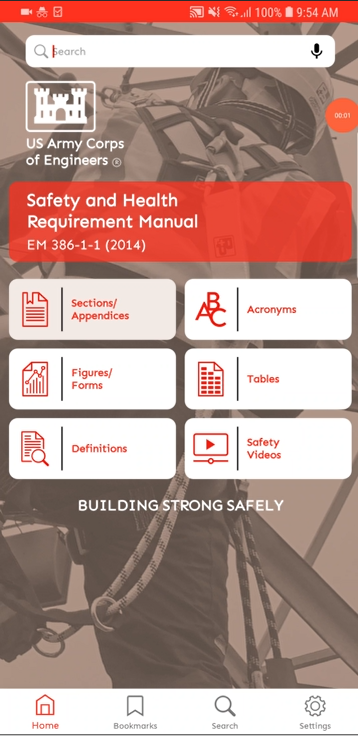 100% 9:54 AM
Search
00:01
US Army Corps
of Engineers ®
Safety and Health
Requirement Manual
EM 386-1-1 (2014)
Sections/
Appendices
ABC
Acronyms
Figures/
Forms
Tables
Definitions
Safety
Videos
BUILDING STRONG SAFELY
Home
Bookmarks
Search
Settings